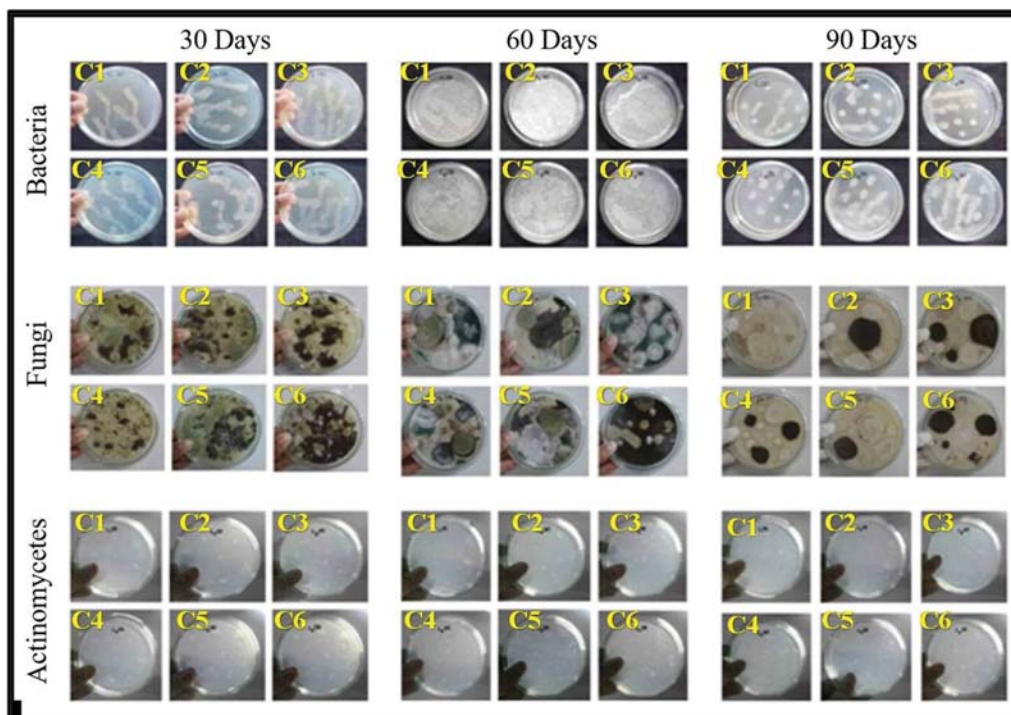 30 Days 60 Days 90 Days
Bacteria
C1 C2 C3 C1 C2 C3 C1 C2 C3
C4 C5 C6 C4 C5 C6 C4 C5 C6
Fungi
C1 C2 C3 C1 C2 C3 C1 C2 C3
C4 C5 C6 C4 C5 C6 C4 C5 C6
Actinomycetes
C1 C2 C3 C1 C2 C3 C1 C2 C3
C4 C5 C6 C4 C5 C6 C4 C5 C6